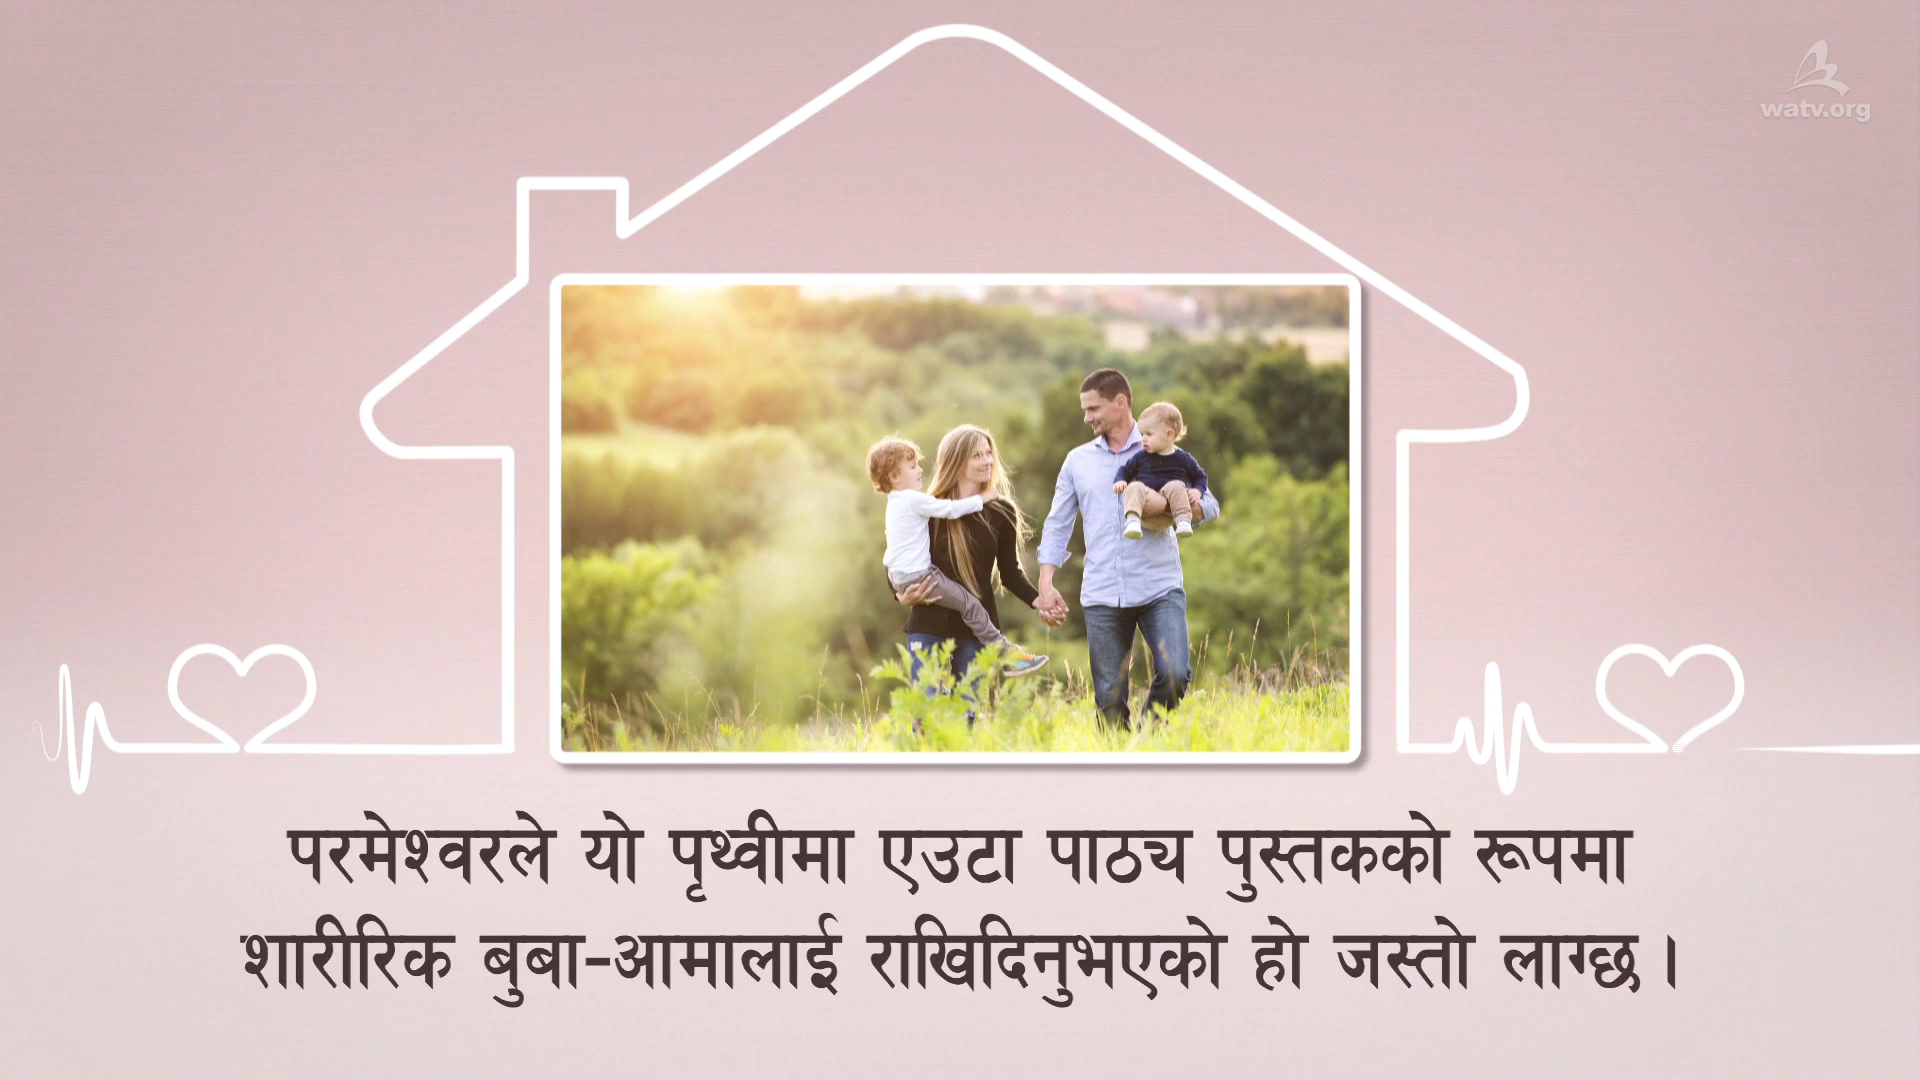 watv.org
परमेश्वरले यो पृथ्वीमा एउटा पाठ्य पुस्तकको रूपमा
शारीरिक बुबा-आमालाई राखिदिनुभएको हो जस्तो लाग्छ ।